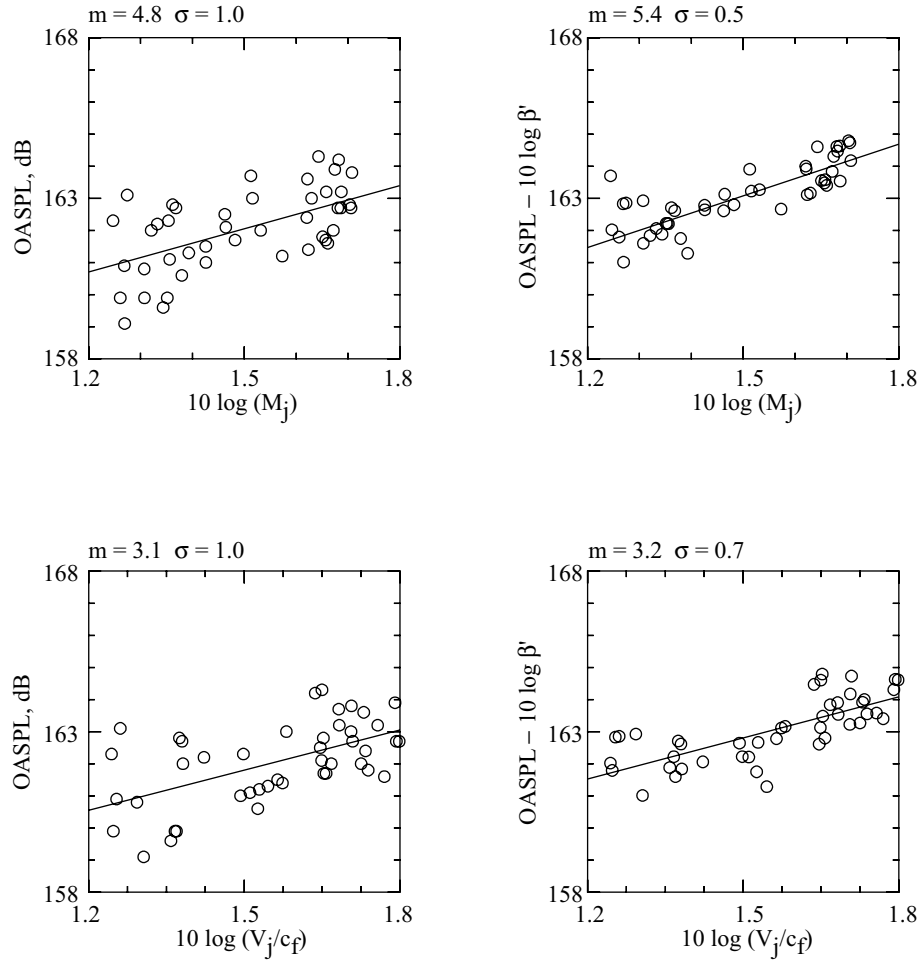 m = 4.8 σ = 1.0
168
163
158
OASPL, dB
1.2
1.5
1.8
10 log (Mj)
m = 5.4 σ = 0.5
168
163
158
OASPL – 10 log β'
1.2
1.5
1.8
10 log (Mj)
m = 3.1 σ = 1.0
168
163
158
OASPL, dB
1.2
1.5
1.8
10 log (Vj/cf)
m = 3.2 σ = 0.7
168
163
158
OASPL – 10 log β'
1.2
1.5
1.8
10 log (Vj/cf)